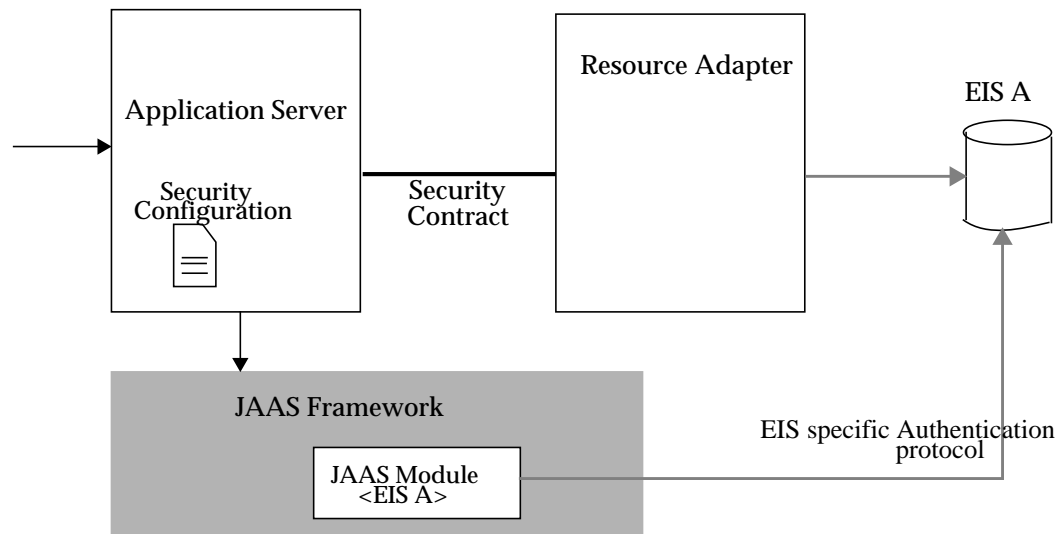 Resource Adapter
EIS A
Application Server
Security
Configuration
Security
Contract
JAAS Framework
EIS specific Authentication
protocol
JAAS Module
<EIS A>